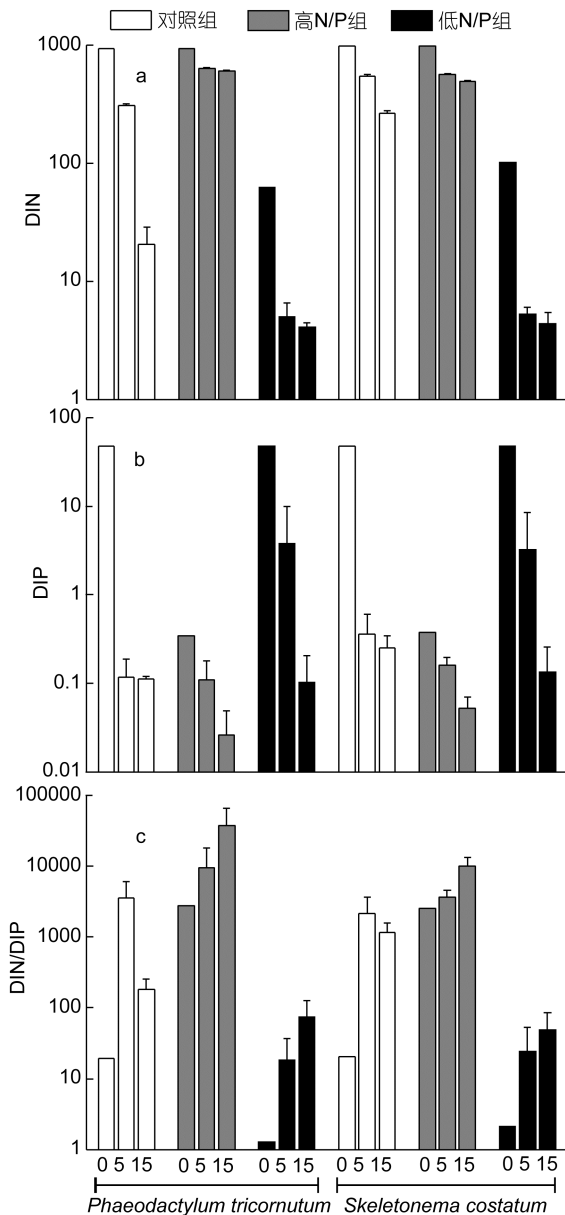 对照组 高N/P组 低N/P组
1000
a
100
DIN
10
1
100
b
10
DIP
1
0.1
0.01
100000
c
10000
1000
DIN/DIP
100
10
1
0 5 15 0 5 15 0 5 15 0 5 15 0 5 15 0 5 15
Phaeodactylum tricornutum Skeletonema costatum